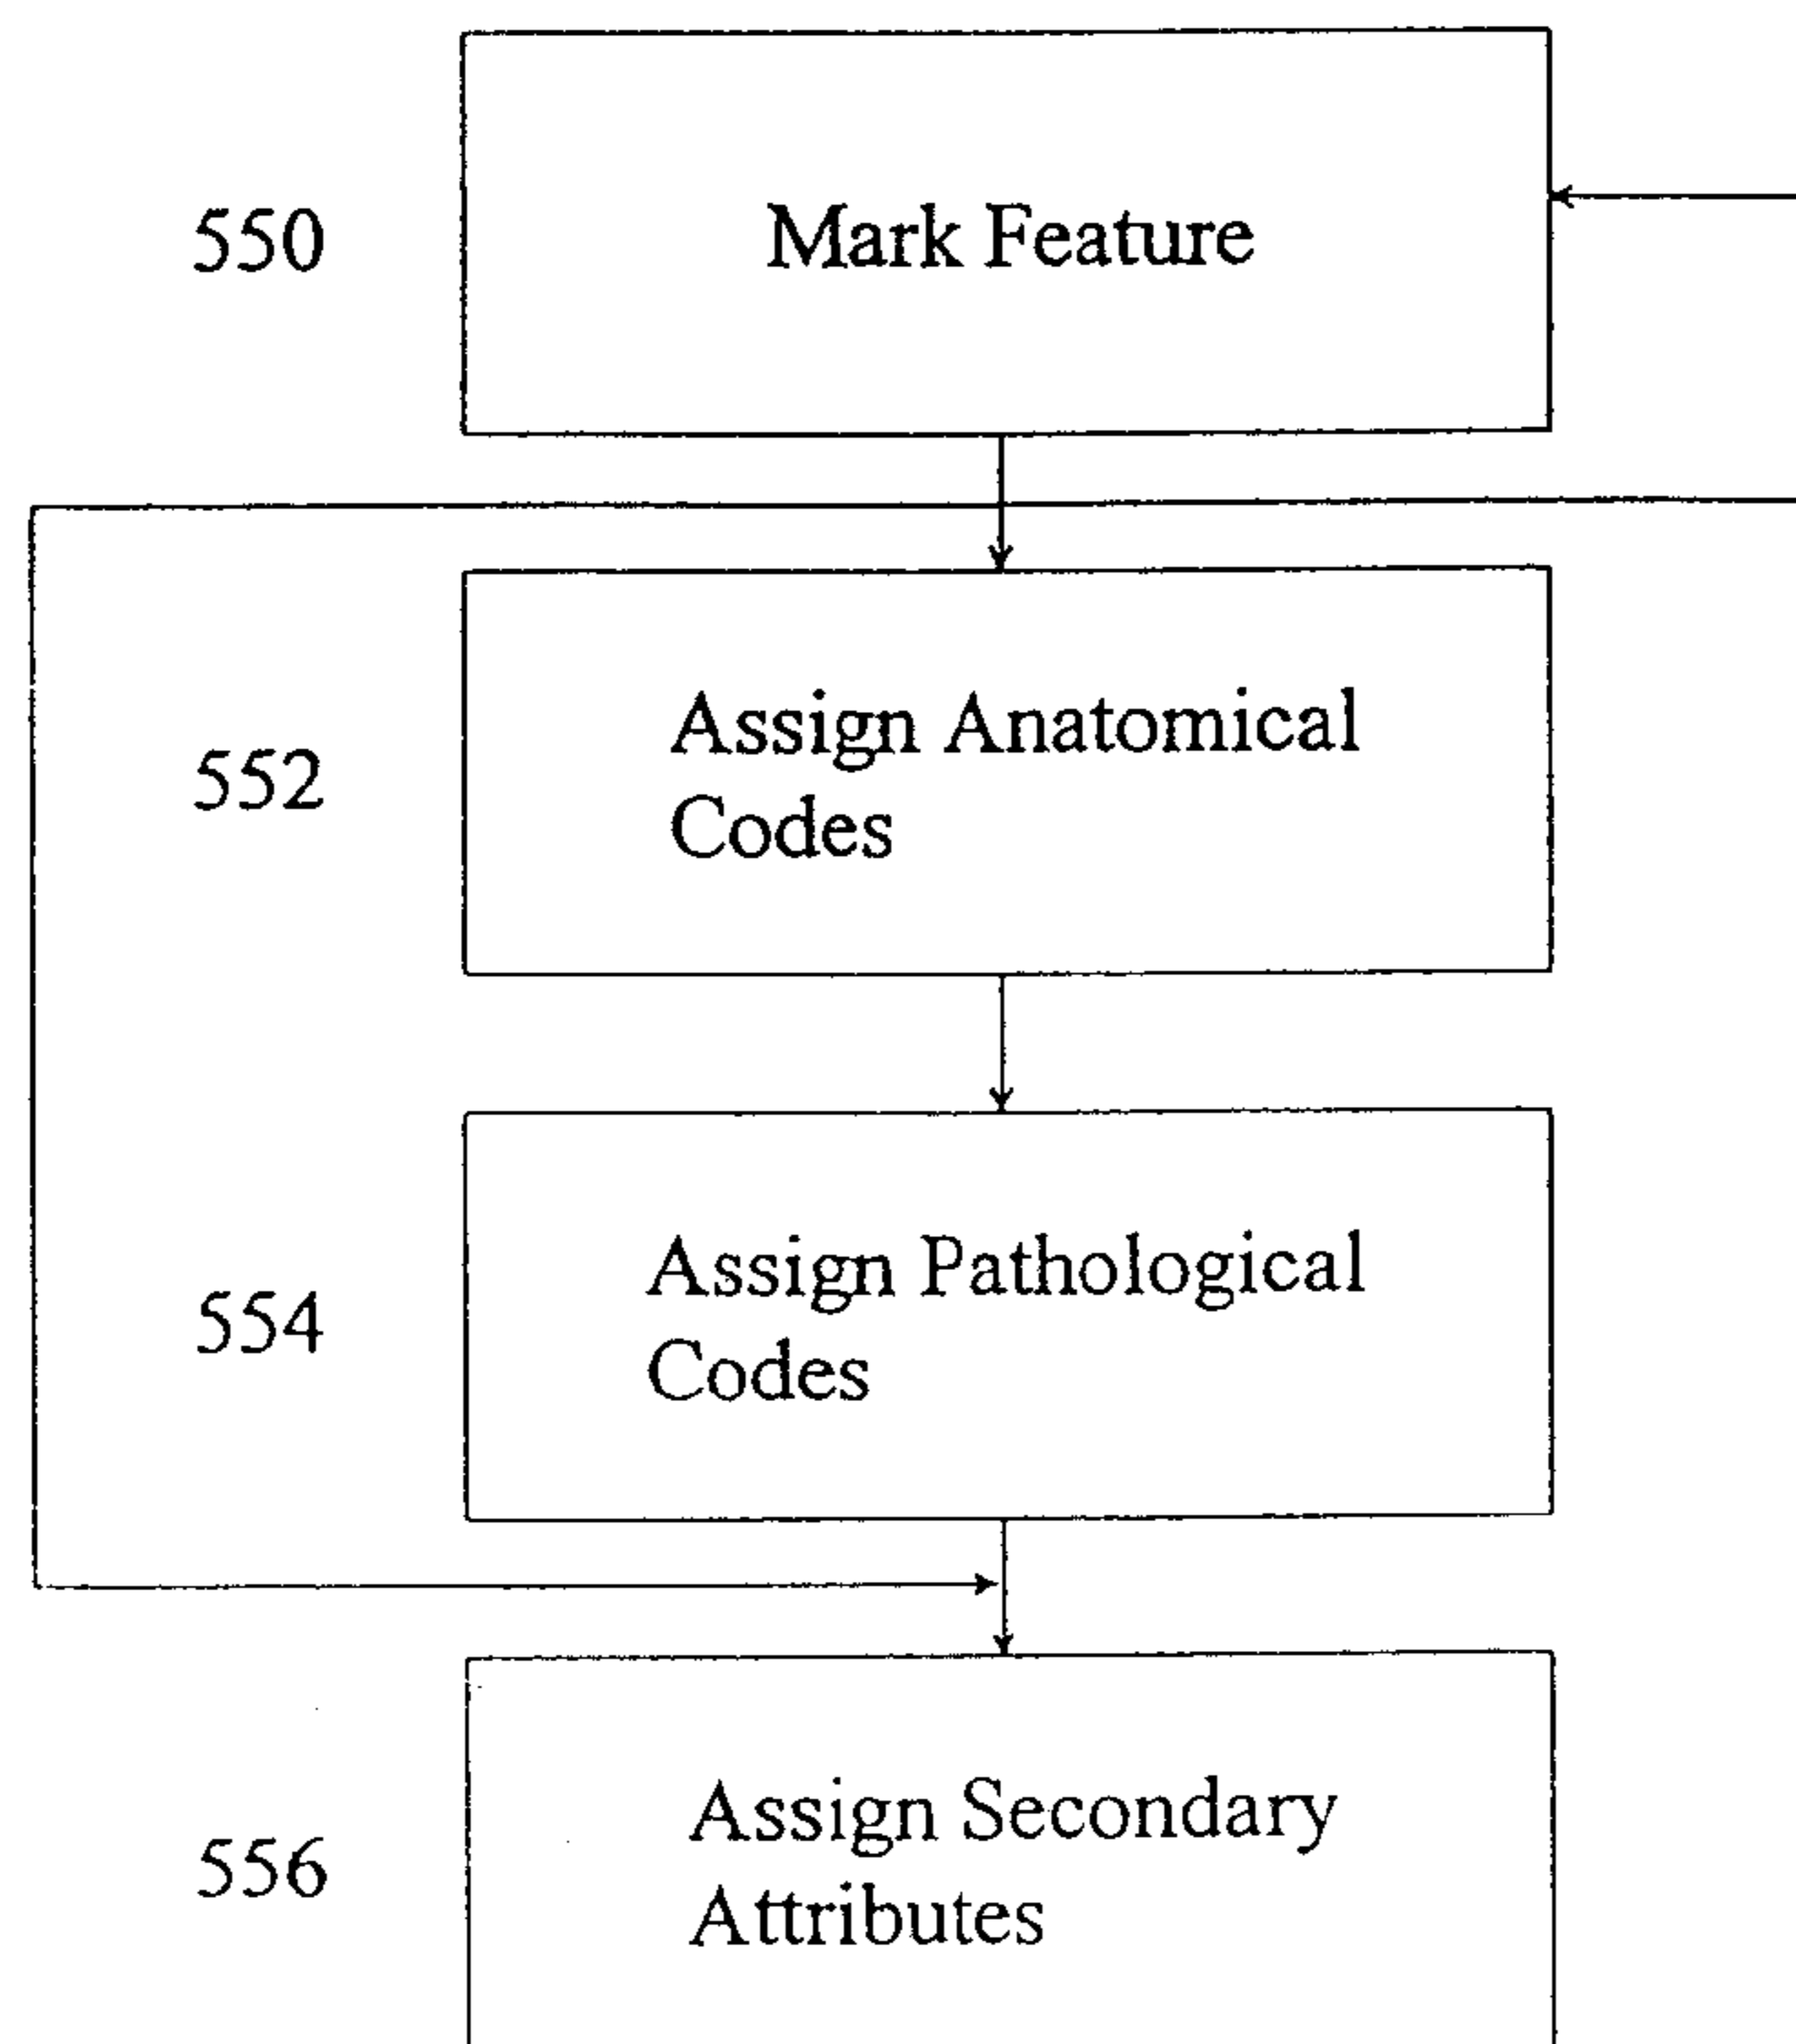 550
Mark Feature
552
Assign Anatomical
Codes
554
Assign Pathological
Codes
556
Assign Secondary
Attributes